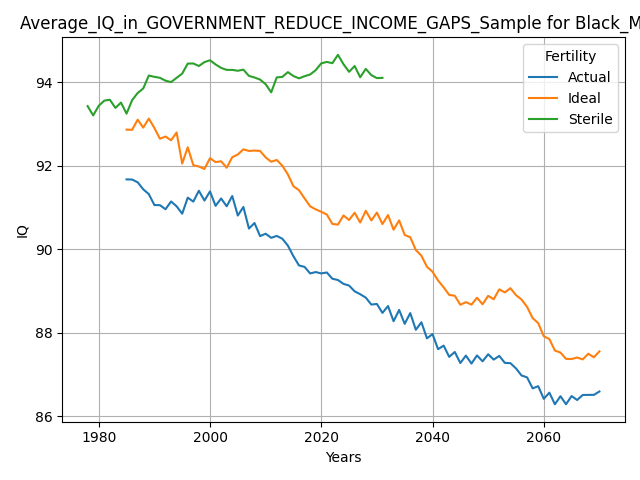 Average_IQ_in_GOVERNMENT_REDUCE_INCOME_GAPS_Sample for Black_M
Fertility
Actual
Ideal
Sterile
94
92
90
88
86
IQ
1980 2000 2020 2040 2060
Years